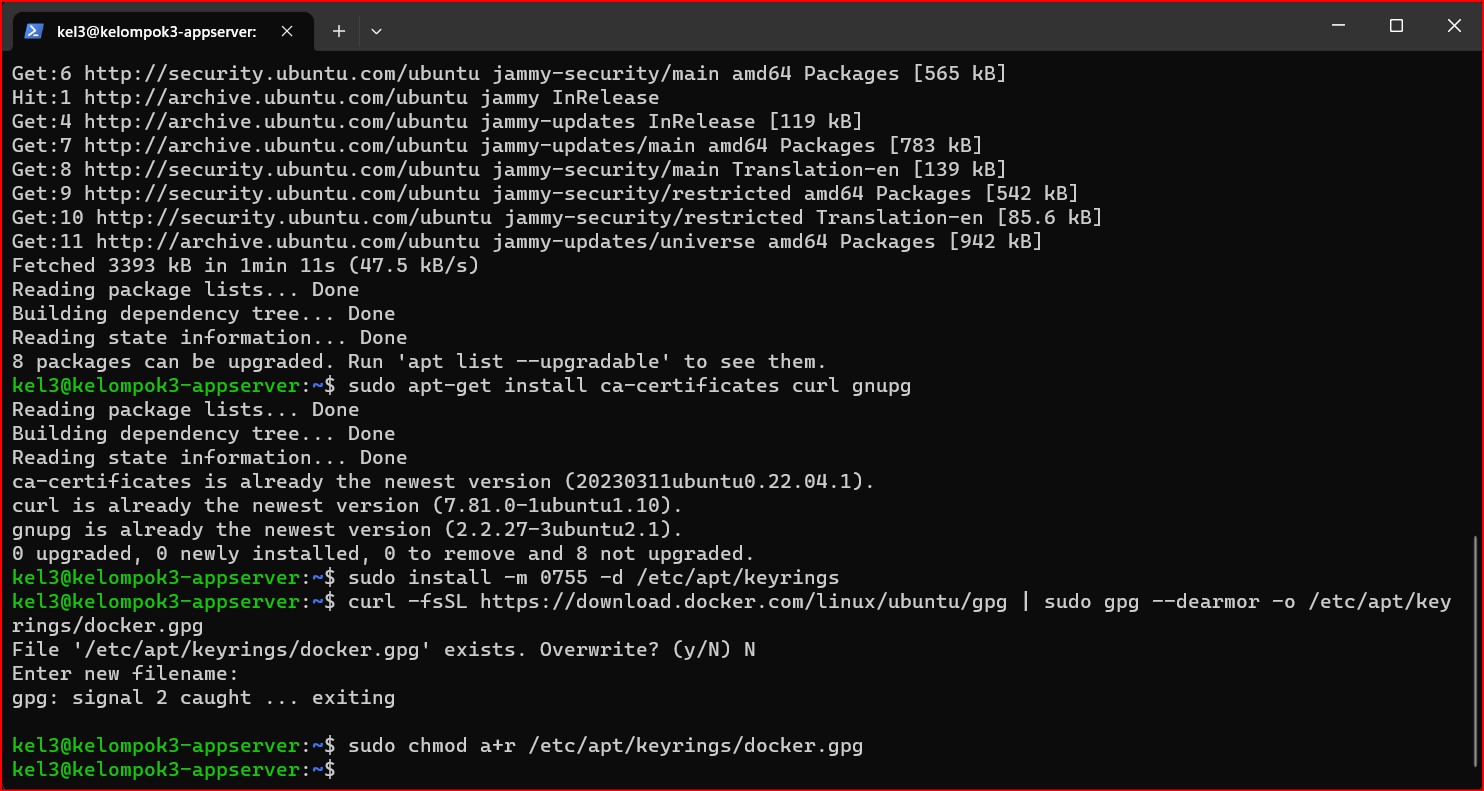 kel3@kelompok3-appserver:
Get:6 http://security.ubuntu.com/ubuntu jammy-security/main amd64 Packages [565 kB]
Hit:1 http://archive.ubuntu.com/ubuntu jammy InRelease
Get:4 http://archive.ubuntu.com/ubuntu jammy-updates InRelease [119 kB]
Get:7 http://archive.ubuntu.com/ubuntu jammy-updates/main amd64 Packages [783 kB]
Get:8 http://security.ubuntu.com/ubuntu jammy-security/main Translation-en [139 kB]
Get:9 http://security.ubuntu.com/ubuntu jammy-security/restricted amd64 Packages [542 kB]
Get:10 http://security.ubuntu.com/ubuntu jammy-security/restricted Translation-en [85.6 kB]
Get:11 http://archive.ubuntu.com/ubuntu jammy-updates/universe amd64 Packages [942 kB]
Fetched 3393 kB in 1min 11s (47.5 kB/s)
Reading package lists... Done
Building dependency tree... Done
Reading state information... Done
8 packages can be upgraded. Run 'apt list --upgradable' to see them.
kel3@kelompok3-appserver:~$ sudo apt-get install ca-certificates curl gnupg
Reading package lists... Done
Building dependency tree... Done
Reading state information... Done
ca-certificates is already the newest version (20230311ubuntu0.22.04.1).
curl is already the newest version (7.81.0-1ubuntu1.10).
gnupg is already the newest version (2.2.27-3ubuntu2.1).
0 upgraded, 0 newly installed, 0 to remove and 8 not upgraded.
kel3@kelompok3-appserver:~$ sudo install -m 0755 -d /etc/apt/keyrings
kel3@kelompok3-appserver:~$ curl -fsSL https://download.docker.com/linux/ubuntu/gpg | sudo gpg --dearmor -o /etc/apt/key
rings/docker.gpg
File '/etc/apt/keyrings/docker.gpg' exists. Overwrite? (y/N) N
Enter new filename:
gpg: signal 2 caught ... exiting
kel3@kelompok3-appserver:~$ sudo chmod a+r /etc/apt/keyrings/docker.gpg
kel3@kelompok3-appserver:~$